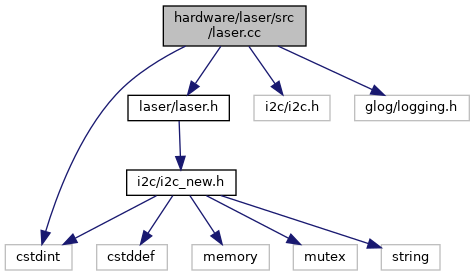 hardware/laser/src
/laser.cc
laser/laser.h
i2c/i2c.h
glog/logging.h
i2c/i2c_new.h
cstdint
cstddef
memory
mutex
string